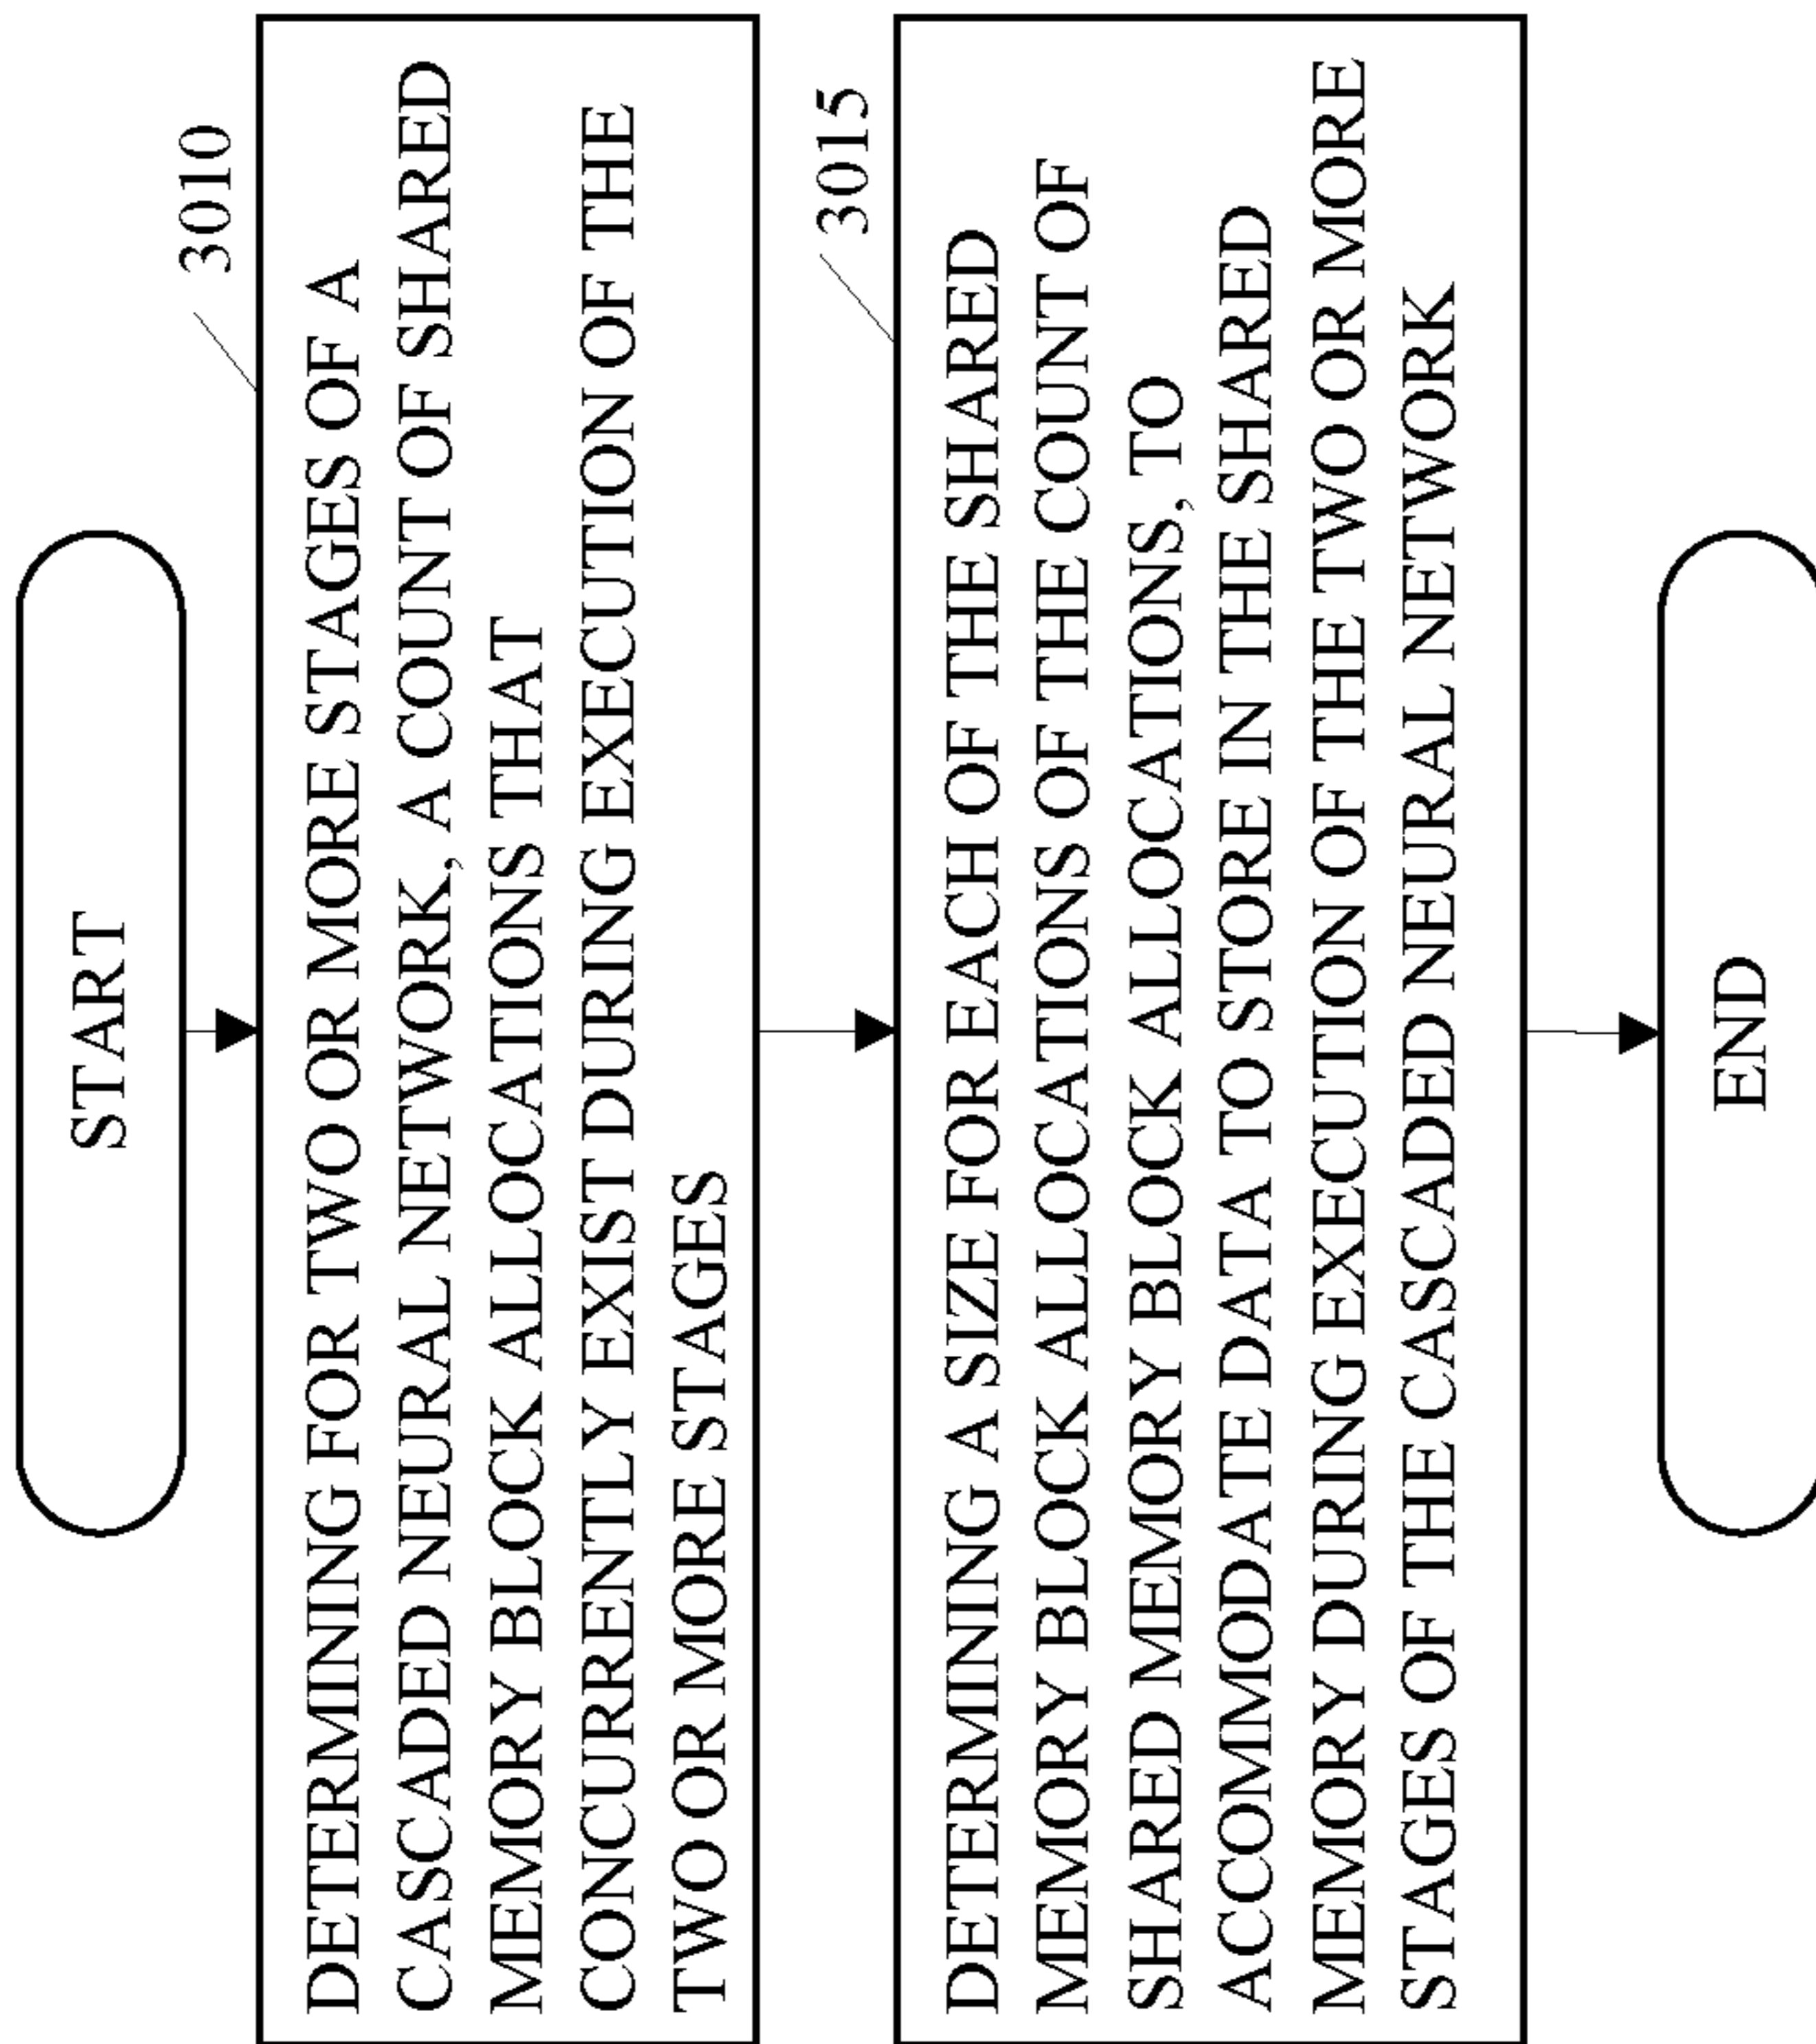 START
3010
DETERMINING FOR TWO OR MORE STAGES OF A
CASCADED NEURAL NETWORK, A COUNT OF SHARED
MEMORY BLOCK ALLOCATIONS THAT
CONCURRENTLY EXIST DURING EXECUTION OF THE
TWO OR MORE STAGES
3015
DETERMINING A SIZE FOR EACH OF THE SHARED
MEMORY BLOCK ALLOCATIONS OF THE COUNT OF
SHARED MEMORY BLOCK ALLOCATIONS, TO
ACCOMMODATE DATA TO STORE IN THE SHARED
MEMORY DURING EXECUTION OF THE TWO OR MORE
STAGES OF THE CASCADED NEURAL NETWORK
END